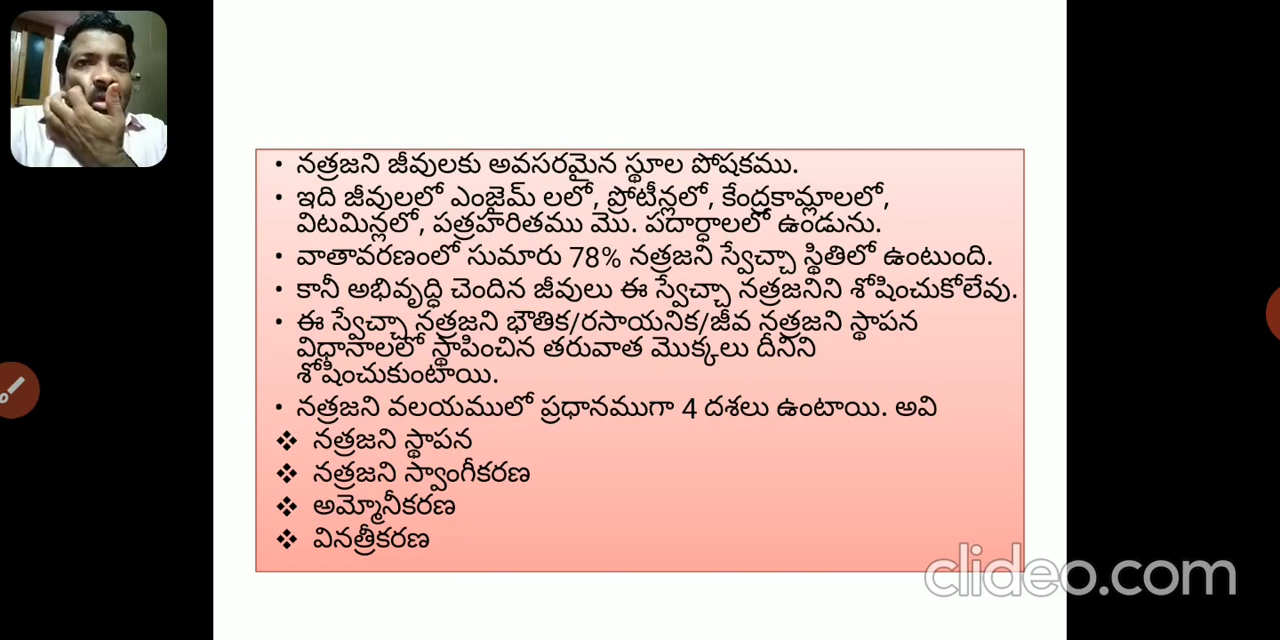 • నత్రజని జీవులకు అవసరమైన స్థూల పోషకము.
• ఇది జీవులలో ఎంజైమ్ లలో, ప్రోటీన్లలో, కేంద్రకామ్లాలలో,
విటమిన్లలో, పత్రహరితము మొ. పదార్ధాలలో ఉండును.
• వాతావరణంలో సుమారు 78% నత్రజని స్వేచ్చా స్థితిలో ఉంటుంది.
• కానీ అభివృద్ధి చెందిన జీవులు ఈ స్వేచ్చా నత్రజనిని శోషించుకోలేవు.
• ఈ స్వేచ్చా నత్రజని భౌతిక/రసాయనిక/జీవ నత్రజని స్థాపన
విధానాలలో స్థాపించిన తరువాత మొక్కలు దీనిని
శోషించుకుంటాయి.
• నత్రజని వలయములో ప్రధానముగా 4 దశలు ఉంటాయి. అవి
❖ నత్రజని స్థాపన
❖ నత్రజని స్వాంగీకరణ
❖ అమ్మోనీకరణ
❖ వినత్రీకరణ
clideo.com